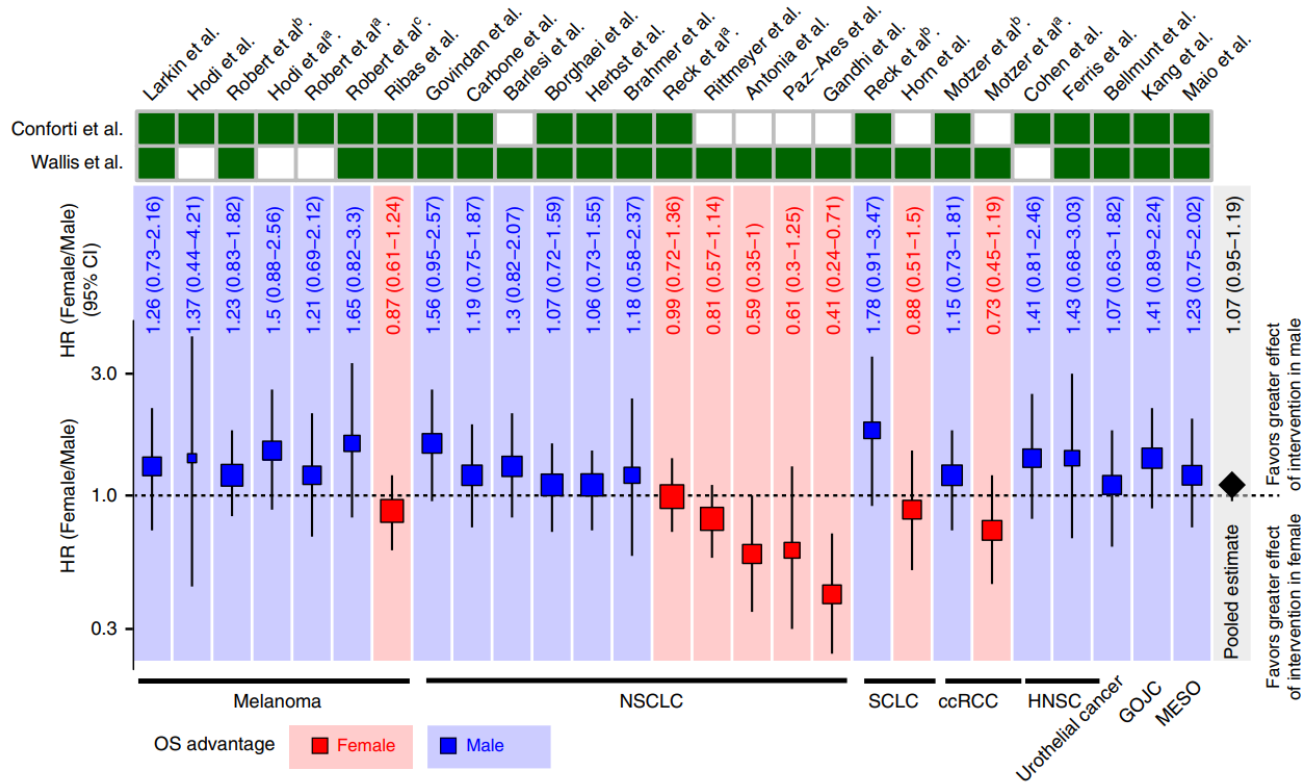 Larkin et al.
Hodi et al.
Robert et alᵇ.
Hodi et alᵃ.
Robert et alᵃ.
Robert et alᶜ.
Ribas et al.
Govindan et al.
Carbone et al.
Barlesi et al.
Borghaei et al.
Herbst et al.
Brahmer et al.
Reck et alᵃ.
Rittmeyer et al.
Antonia et al.
Paz–Ares et al.
Gandhi et al.
Reck et alᵇ.
Horn et al.
Motzer et alᵇ.
Motzer et alᵃ.
Cohen et al.
Ferris et al.
Bellmunt et al.
Kang et al.
Maio et al.
Conforti et al.
Wallis et al.
HR (Female/Male)
(95% CI)
1.26 (0.73–2.16)
1.37 (0.44–4.21)
1.23 (0.83–1.82)
1.5 (0.88–2.56)
1.21 (0.69–2.12)
1.65 (0.82–3.3)
0.87 (0.61–1.24)
1.56 (0.95–2.57)
1.19 (0.75–1.87)
1.3 (0.82–2.07)
1.07 (0.72–1.59)
1.06 (0.73–1.55)
1.18 (0.58–2.37)
0.99 (0.72–1.36)
0.81 (0.57–1.14)
0.59 (0.35–1)
0.61 (0.3–1.25)
0.41 (0.24–0.71)
1.78 (0.91–3.47)
0.88 (0.51–1.5)
1.15 (0.73–1.81)
0.73 (0.45–1.19)
1.41 (0.81–2.46)
1.43 (0.68–3.03)
1.07 (0.63–1.82)
1.41 (0.89–2.24)
1.23 (0.75–2.02)
1.07 (0.95–1.19)
HR (Female/Male)
3.0
1.0
0.3
Pooled estimate
Favors greater effect
of intervention in male
Favors greater effect
of intervention in female
Melanoma
NSCLC
SCLC
ccRCC
HNSC
Urothelial cancer
GOJC
MESO
OS advantage
Female
Male